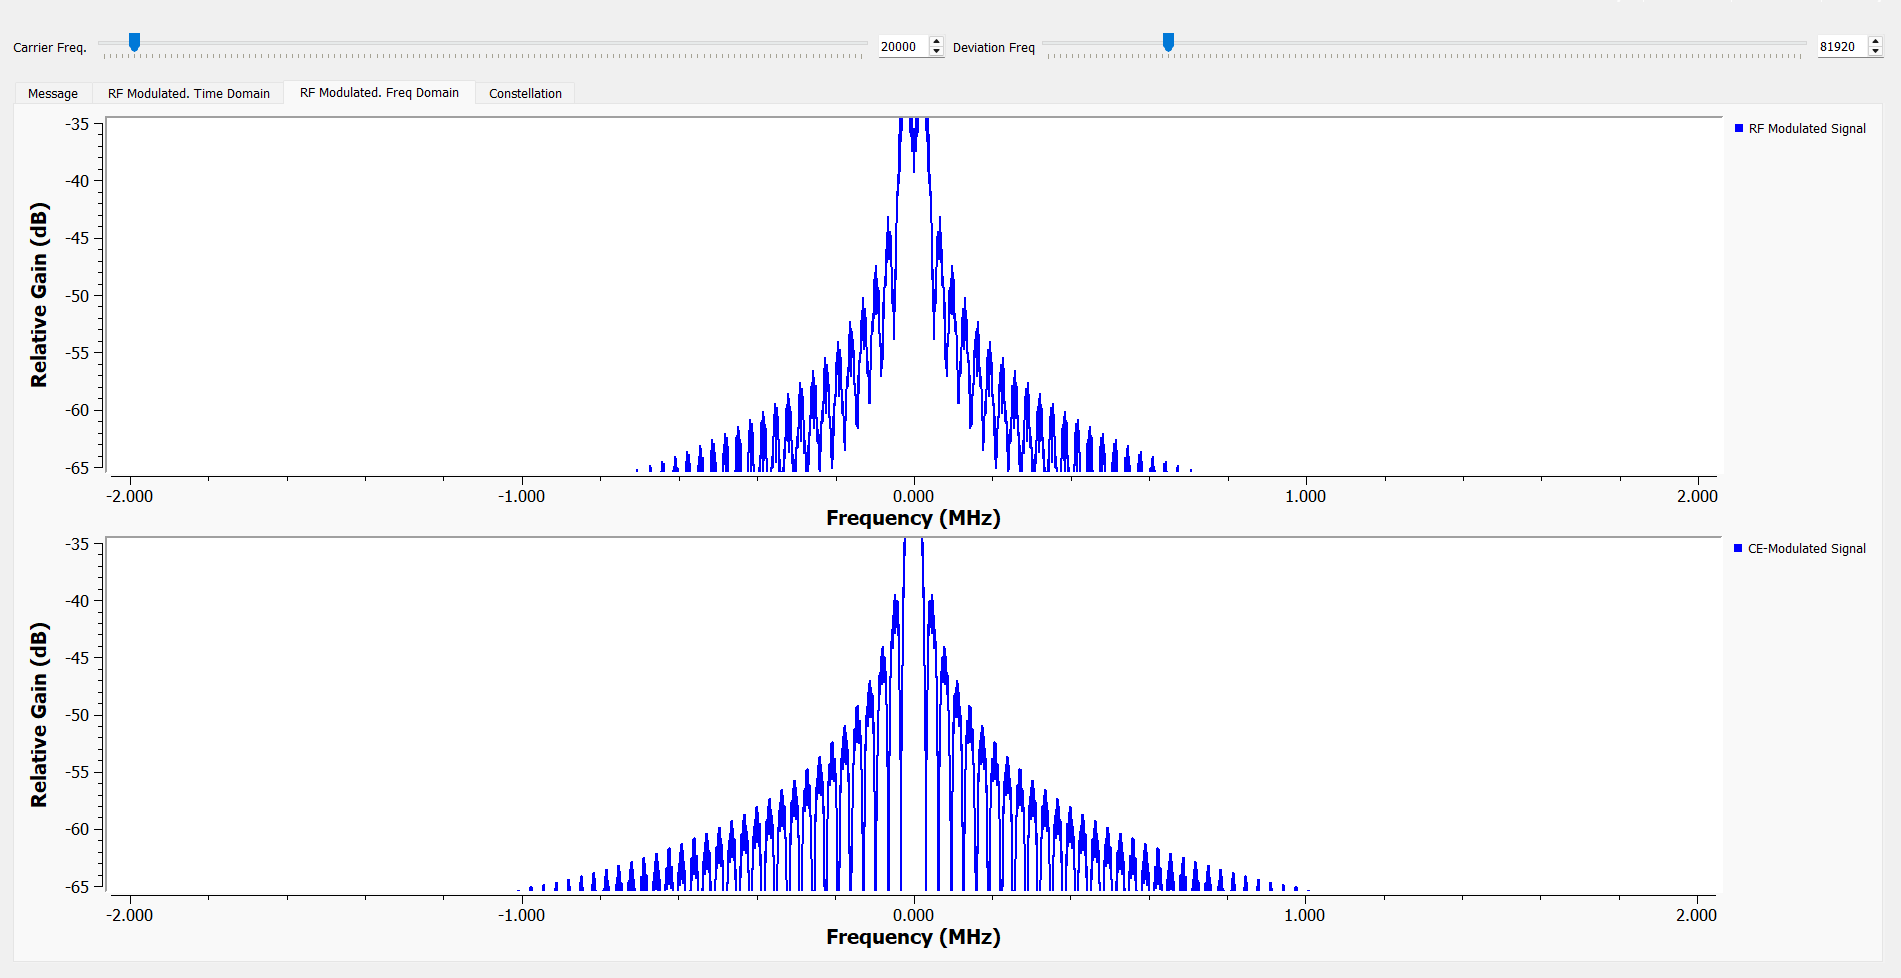 Carrier Freq. 20000 Deviation Freq 81920
Message RF Modulated. Time Domain RF Modulated. Freq Domain Constellation
-35
-40
-45
-50
-55
-60
-65
Relative Gain (dB)
-2.000 -1.000 0.000 1.000 2.000
Frequency (MHz)
RF Modulated Signal
-35
-40
-45
-50
-55
-60
-65
Relative Gain (dB)
-2.000 -1.000 0.000 1.000 2.000
Frequency (MHz)
CE-Modulated Signal